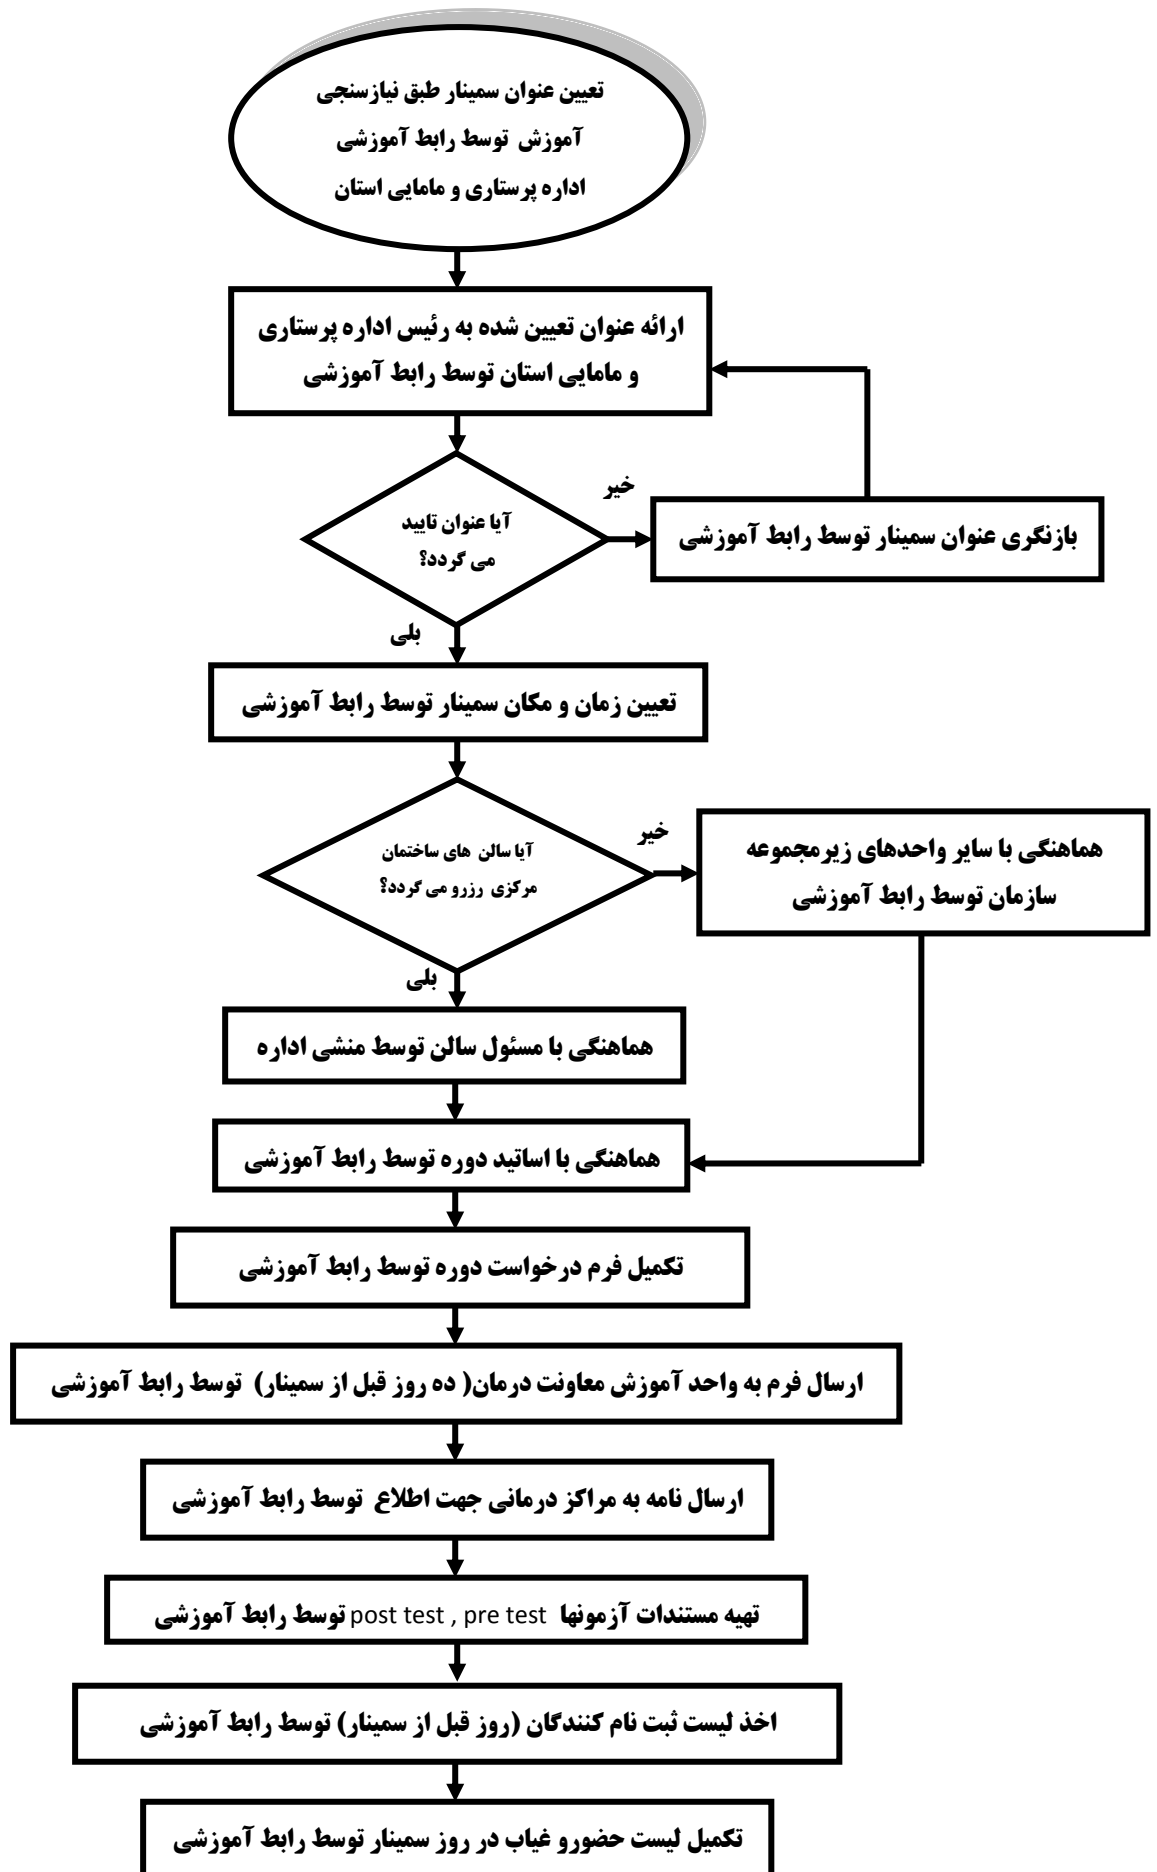 تعیین عنوان سمینار طبق نیازسنجی
آموزش توسط رابط آموزشی
اداره پرستاری و مامایی استان
ارائه عنوان تعیین شده به رئیس اداره پرستاری
و مامایی استان توسط رابط آموزشی
آیا عنوان تایید
می گردد؟
خیر
بازنگری عنوان سمینار توسط رابط آموزشی
بلی
تعیین زمان و مکان سمینار توسط رابط آموزشی
آیا سالن های ساختمان
مرکزی رزرو می گردد؟
خیر
هماهنگی با سایر واحدهای زیرمجموعه
سازمان توسط رابط آموزشی
بلی
هماهنگی با مسئول سالن توسط منشی اداره
هماهنگی با اساتید دوره توسط رابط آموزشی
تکمیل فرم درخواست دوره توسط رابط آموزشی
ارسال فرم به واحد آموزش معاونت درمان( ده روز قبل از سمینار) توسط رابط آموزشی
ارسال نامه به مراکز درمانی جهت اطلاع توسط رابط آموزشی
تهیه مستندات آزمونها post test , pre test توسط رابط آموزشی
اخذ لیست ثبت نام کنندگان (روز قبل از سمینار) توسط رابط آموزشی
تکمیل لیست حضورو غیاب در روز سمینار توسط رابط آموزشی